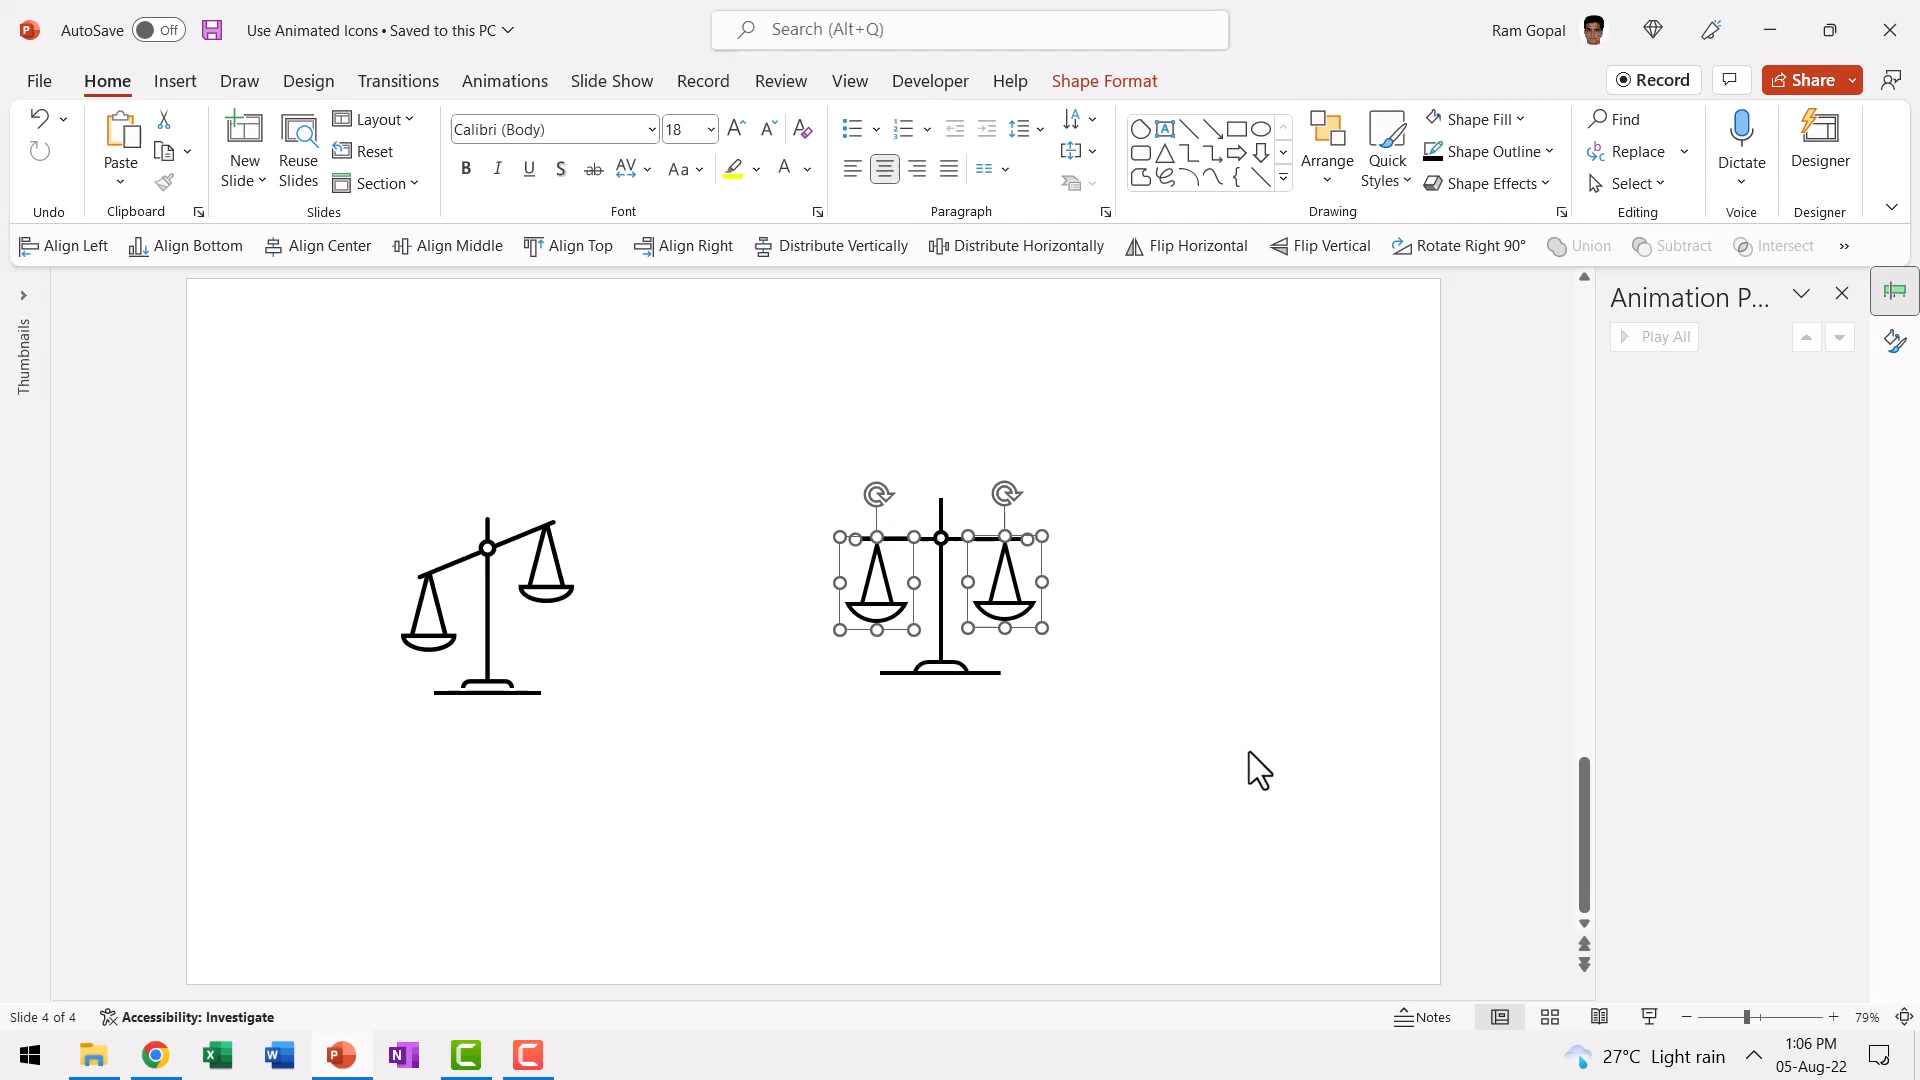 AutoSave Off Use Animated Icons • Saved to this PC Search (Alt+Q) Ram Gopal
File Home Insert Draw Design Transitions Animations Slide Show Record Review View Developer Help Shape Format Record Share
Paste New Slide Reuse Slides Layout Reset Section
Calibri (Body) 18
B I U S ab AV Aa A
Arrange Quick Styles Shape Fill Shape Outline Shape Effects
Find Replace Select Dictate Designer
Undo Clipboard Slides Font Paragraph Drawing Editing Voice Designer
Align Left Align Bottom Align Center Align Middle Align Top Align Right Distribute Vertically Distribute Horizontally Flip Horizontal Flip Vertical Rotate Right 90° Union Subtract Intersect
Thumbnails
Animation P...
Play All
Slide 4 of 4 Accessibility: Investigate Notes 79%
27°C Light rain 1:06 PM
05-Aug-22